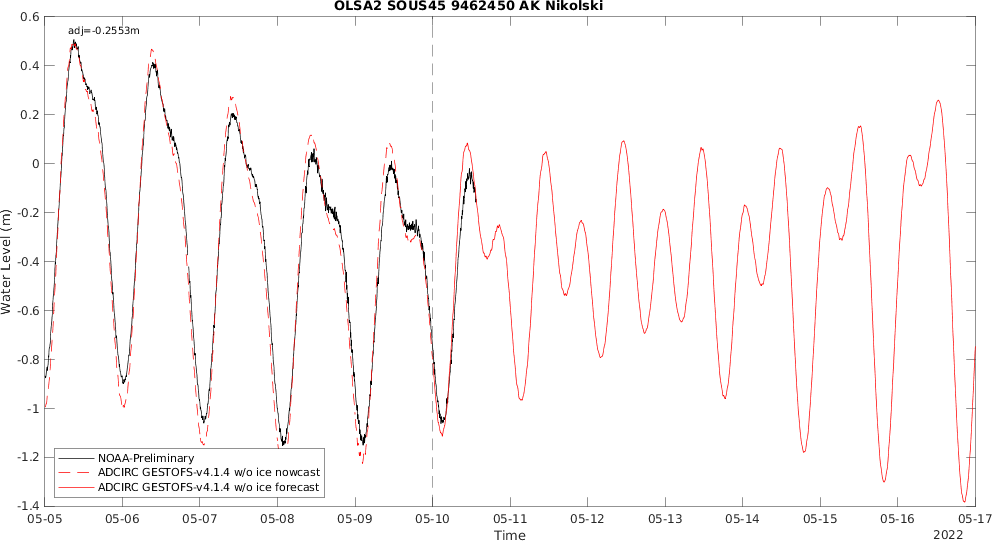 OLSA2 SOUS45 9462450 AK Nikolski
adj=-0.2553m
0.6
0.4
0.2
0
-0.2
-0.4
-0.6
-0.8
-1
-1.2
-1.4
Water Level (m)
NOAA-Preliminary
ADCIRC GESTOFS-v4.1.4 w/o ice nowcast
ADCIRC GESTOFS-v4.1.4 w/o ice forecast
05-05 05-06 05-07 05-08 05-09 05-10 05-11 05-12 05-13 05-14 05-15 05-16 05-17
Time
2022